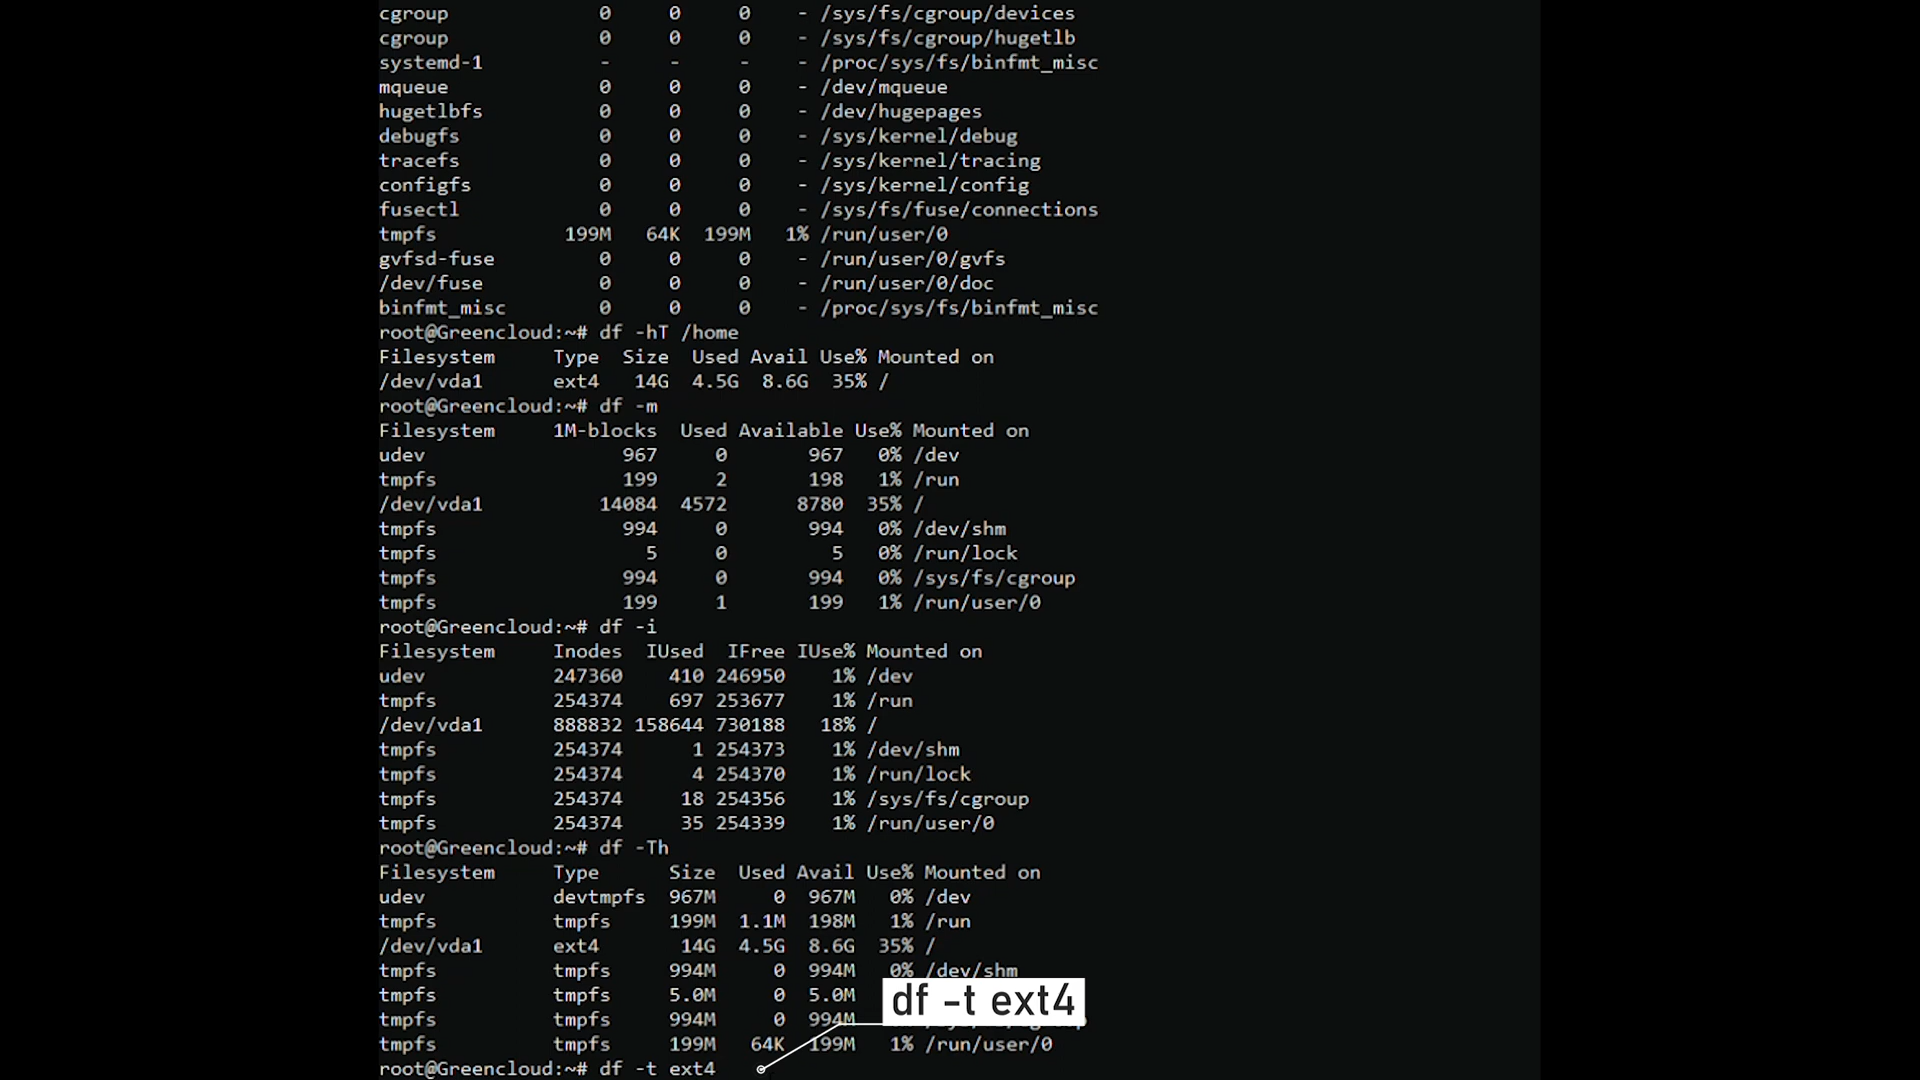 cgroup 0 0 0 - /sys/fs/cgroup/devices
cgroup 0 0 0 - /sys/fs/cgroup/hugetlb
systemd-1 - - - - /proc/sys/fs/binfmt_misc
mqueue 0 0 0 - /dev/mqueue
hugetlbfs 0 0 0 - /dev/hugepages
debugfs 0 0 0 - /sys/kernel/debug
tracefs 0 0 0 - /sys/kernel/tracing
configfs 0 0 0 - /sys/kernel/config
fusectl 0 0 0 - /sys/fs/fuse/connections
tmpfs 199M 64K 199M 1% /run/user/0
gvfsd-fuse 0 0 0 - /run/user/0/gvfs
/dev/fuse 0 0 0 - /run/user/0/doc
binfmt_misc 0 0 0 - /proc/sys/fs/binfmt_misc
root@Greencloud:~# df -hT /home
Filesystem Type Size Used Avail Use% Mounted on
/dev/vda1 ext4 14G 4.5G 8.6G 35% /
root@Greencloud:~# df -m
Filesystem 1M-blocks Used Available Use% Mounted on
udev 967 0 967 0% /dev
tmpfs 199 2 198 1% /run
/dev/vda1 14084 4572 8780 35% /
tmpfs 994 0 994 0% /dev/shm
tmpfs 5 0 5 0% /run/lock
tmpfs 994 0 994 0% /sys/fs/cgroup
tmpfs 199 1 199 1% /run/user/0
root@Greencloud:~# df -i
Filesystem Inodes IUsed IFree IUse% Mounted on
udev 247360 410 246950 1% /dev
tmpfs 254374 697 253677 1% /run
/dev/vda1 888832 158644 730188 18% /
tmpfs 254374 1 254373 1% /dev/shm
tmpfs 254374 4 254370 1% /run/lock
tmpfs 254374 18 254356 1% /sys/fs/cgroup
tmpfs 254374 35 254339 1% /run/user/0
root@Greencloud:~# df -Th
Filesystem Type Size Used Avail Use% Mounted on
udev devtmpfs 967M 0 967M 0% /dev
tmpfs tmpfs 199M 1.1M 198M 1% /run
/dev/vda1 ext4 14G 4.5G 8.6G 35% /
tmpfs tmpfs 994M 0 994M 0% /dev/shm
tmpfs tmpfs 5.0M 0 5.0M
df -t ext4
tmpfs tmpfs 994M 0 994M
tmpfs tmpfs 199M 64K 199M 1% /run/user/0
root@Greencloud:~# df -t ext4